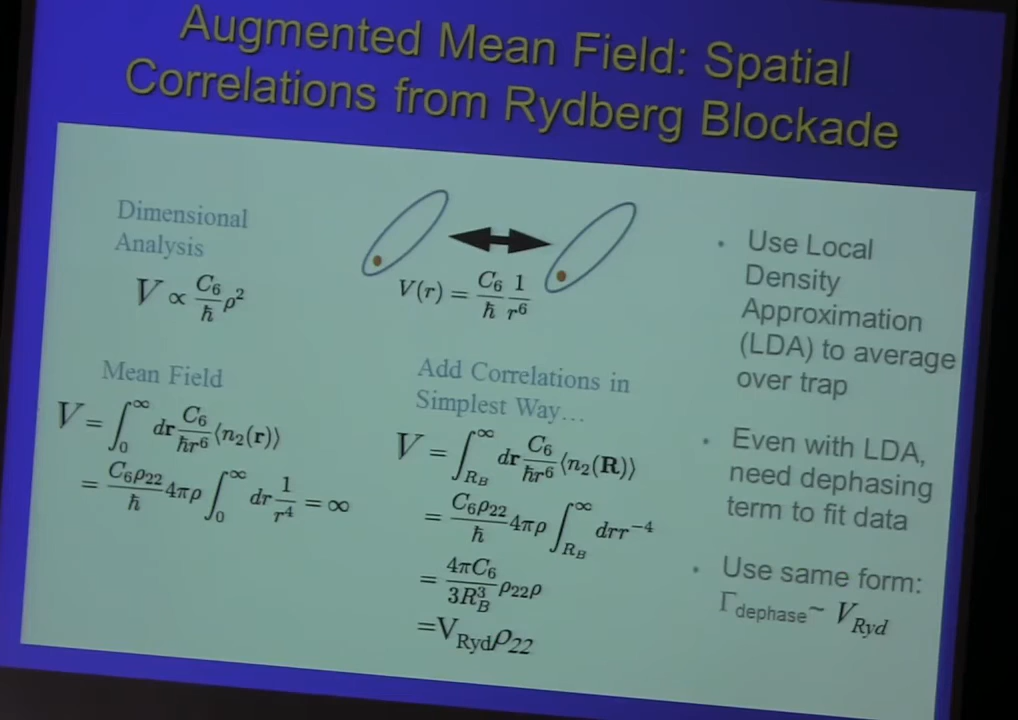 Augmented Mean Field: Spatial
Correlations from Rydberg Blockade
Dimensional
Analysis
V ∝ C₆/ħ ρ²
V(r) = C₆/ħ 1/r⁶
Mean Field
V = ∫₀^∞ dr C₆/ħr⁶ ⟨n₂(r)⟩
= C₆ρ₂₂/ħ 4πρ ∫₀^∞ dr 1/r⁴ = ∞
Add Correlations in
Simplest Way…
V = ∫_{R_B}^∞ dr C₆/ħr⁶ ⟨n₂(R)⟩
= C₆ρ₂₂/ħ 4πρ ∫_{R_B}^∞ drr⁻⁴
= 4πC₆/3R_B³ ρ₂₂ρ
=V_Ryd ρ₂₂
• Use Local
Density
Approximation
(LDA) to average
over trap
• Even with LDA,
need dephasing
term to fit data
• Use same form:
Γ_dephase ~ V_Ryd